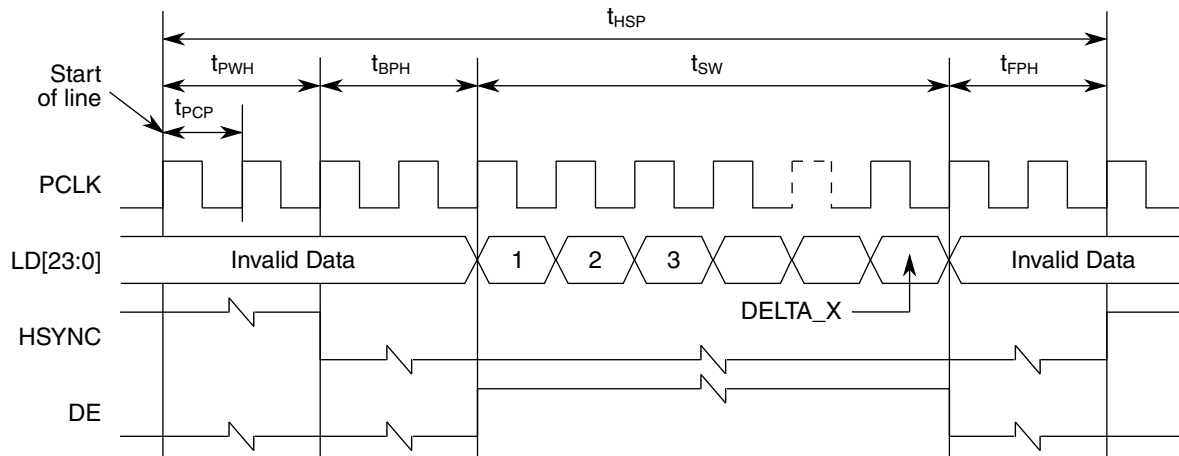 tHSP
tPWH tBPH tSW tFPH
Start
of line
tPCP
PCLK
LD[23:0] Invalid Data 1 2 3 Invalid Data
DELTA_X
HSYNC
DE